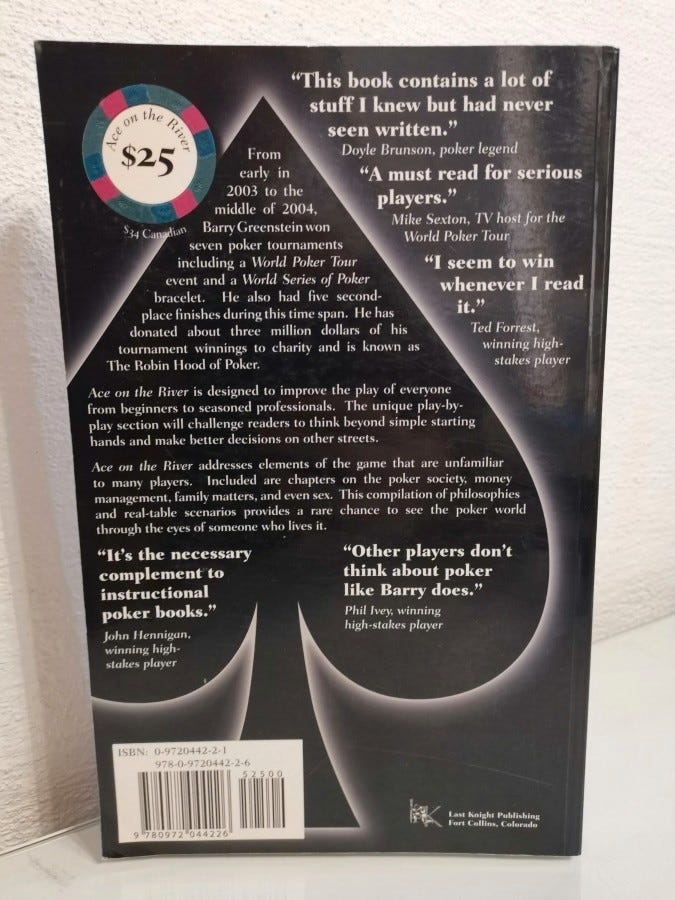 Ace on the River
$25
$34 Canadian
“This book contains a lot of
stuff I knew but had never
seen written.”
Doyle Brunson, poker legend
“A must read for serious
players.”
Mike Sexton, TV host for the
World Poker Tour
“I seem to win
whenever I read
it.”
Ted Forrest,
winning high-
stakes player
From
early in
2003 to the
middle of 2004,
Barry Greenstein won
seven poker tournaments
including a World Poker Tour
event and a World Series of Poker
bracelet. He also had five second-
place finishes during this time span. He has
donated about three million dollars of his
tournament winnings to charity and is known as
The Robin Hood of Poker.
Ace on the River is designed to improve the play of everyone
from beginners to seasoned professionals. The unique play-by-
play section will challenge readers to think beyond simple starting
hands and make better decisions on other streets.
Ace on the River addresses elements of the game that are unfamiliar
to many players. Included are chapters on the poker society, money
management, family matters, and even sex. This compilation of philosophies
and real-table scenarios provides a rare chance to see the poker world
through the eyes of someone who lives it.
“It's the necessary
complement to
instructional
poker books.”
John Hennigan,
winning high-
stakes player
“Other players don't
think about poker
like Barry does.”
Phil Ivey, winning
high-stakes player
ISBN: 0-9720442-2-1
978-0-9720442-2-6
52500
9 780972 044226
Last Knight Publishing
Fort Collins, Colorado